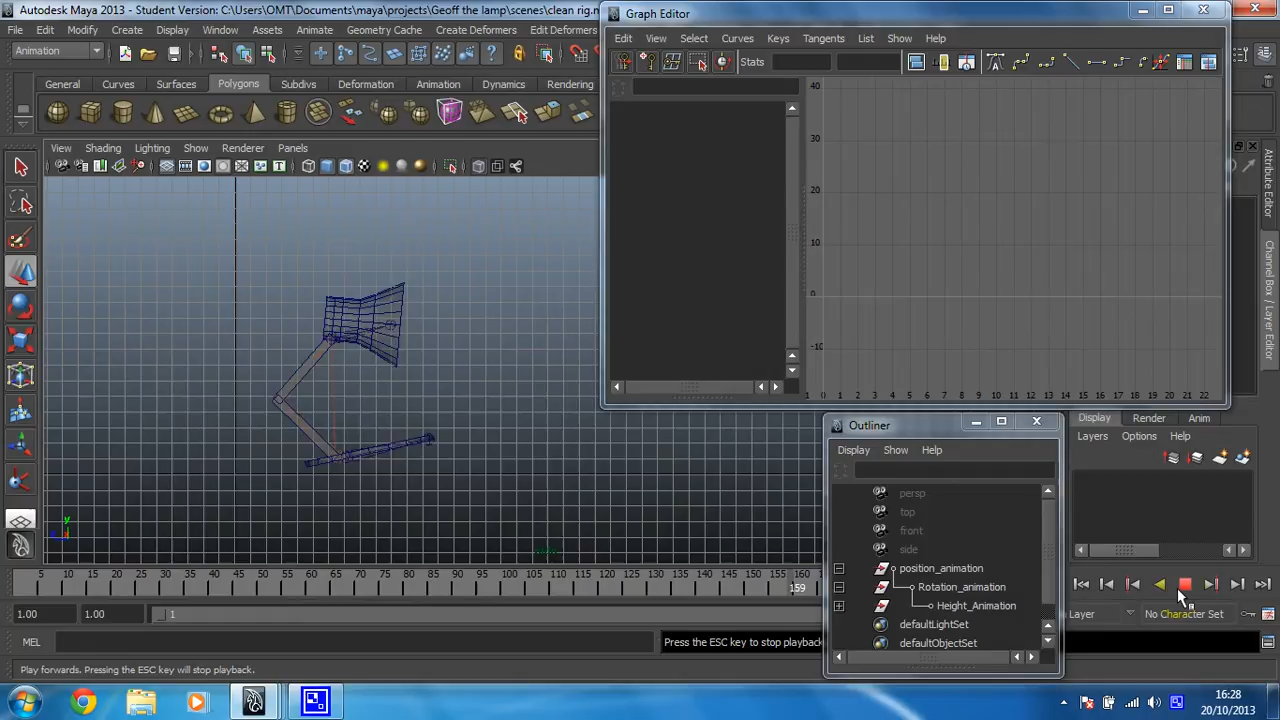 Autodesk Maya 2013 - Student Version: C:\Users\OMT\Documents\maya\projects\Geoff the lamp\scenes\clean rig.
File Edit Modify Create Display Window Assets Animate Geometry Cache Create Deformers Edit Deformers
Animation
General Curves Surfaces Polygons Subdivs Deformation Animation Dynamics Rendering
View Shading Lighting Show Renderer Panels
Graph Editor
Edit View Select Curves Keys Tangents List Show Help
Stats
40
30
20
10
0
-10
1 0 1 2 3 4 5 6 7 8 9 10 11 12 13 14 15 16 17 18 19 20 21 22
Attribute Editor
Channel Box / Layer Editor
Outliner
Display Show Help
persp
top
front
side
position_animation
Rotation_animation
Height_Animation
defaultLightSet
defaultObjectSet
Display Render Anim
Layers Options Help
y
5 10 15 20 25 30 35 40 45 50 55 60 65 70 75 80 85 90 95 100 105 110 115 120 125 130 135 140 145 150 155 160
159
1.00 1.00 1
Layer No Character Set
MEL Press the ESC key to stop playback
Play forwards. Pressing the ESC key will stop playback.
16:28
20/10/2013